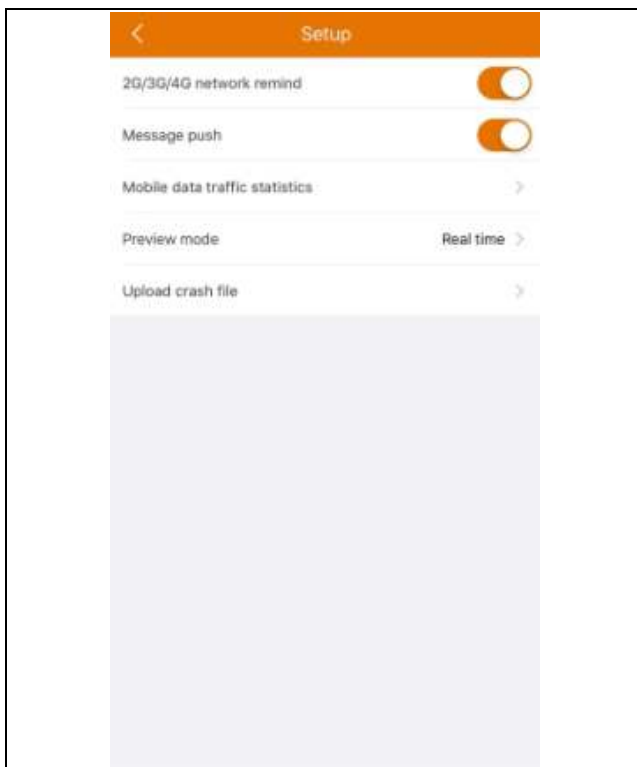 Setup
2G/3G/4G network remind
Message push
Mobile data traffic statistics
Preview mode Real time
Upload crash file